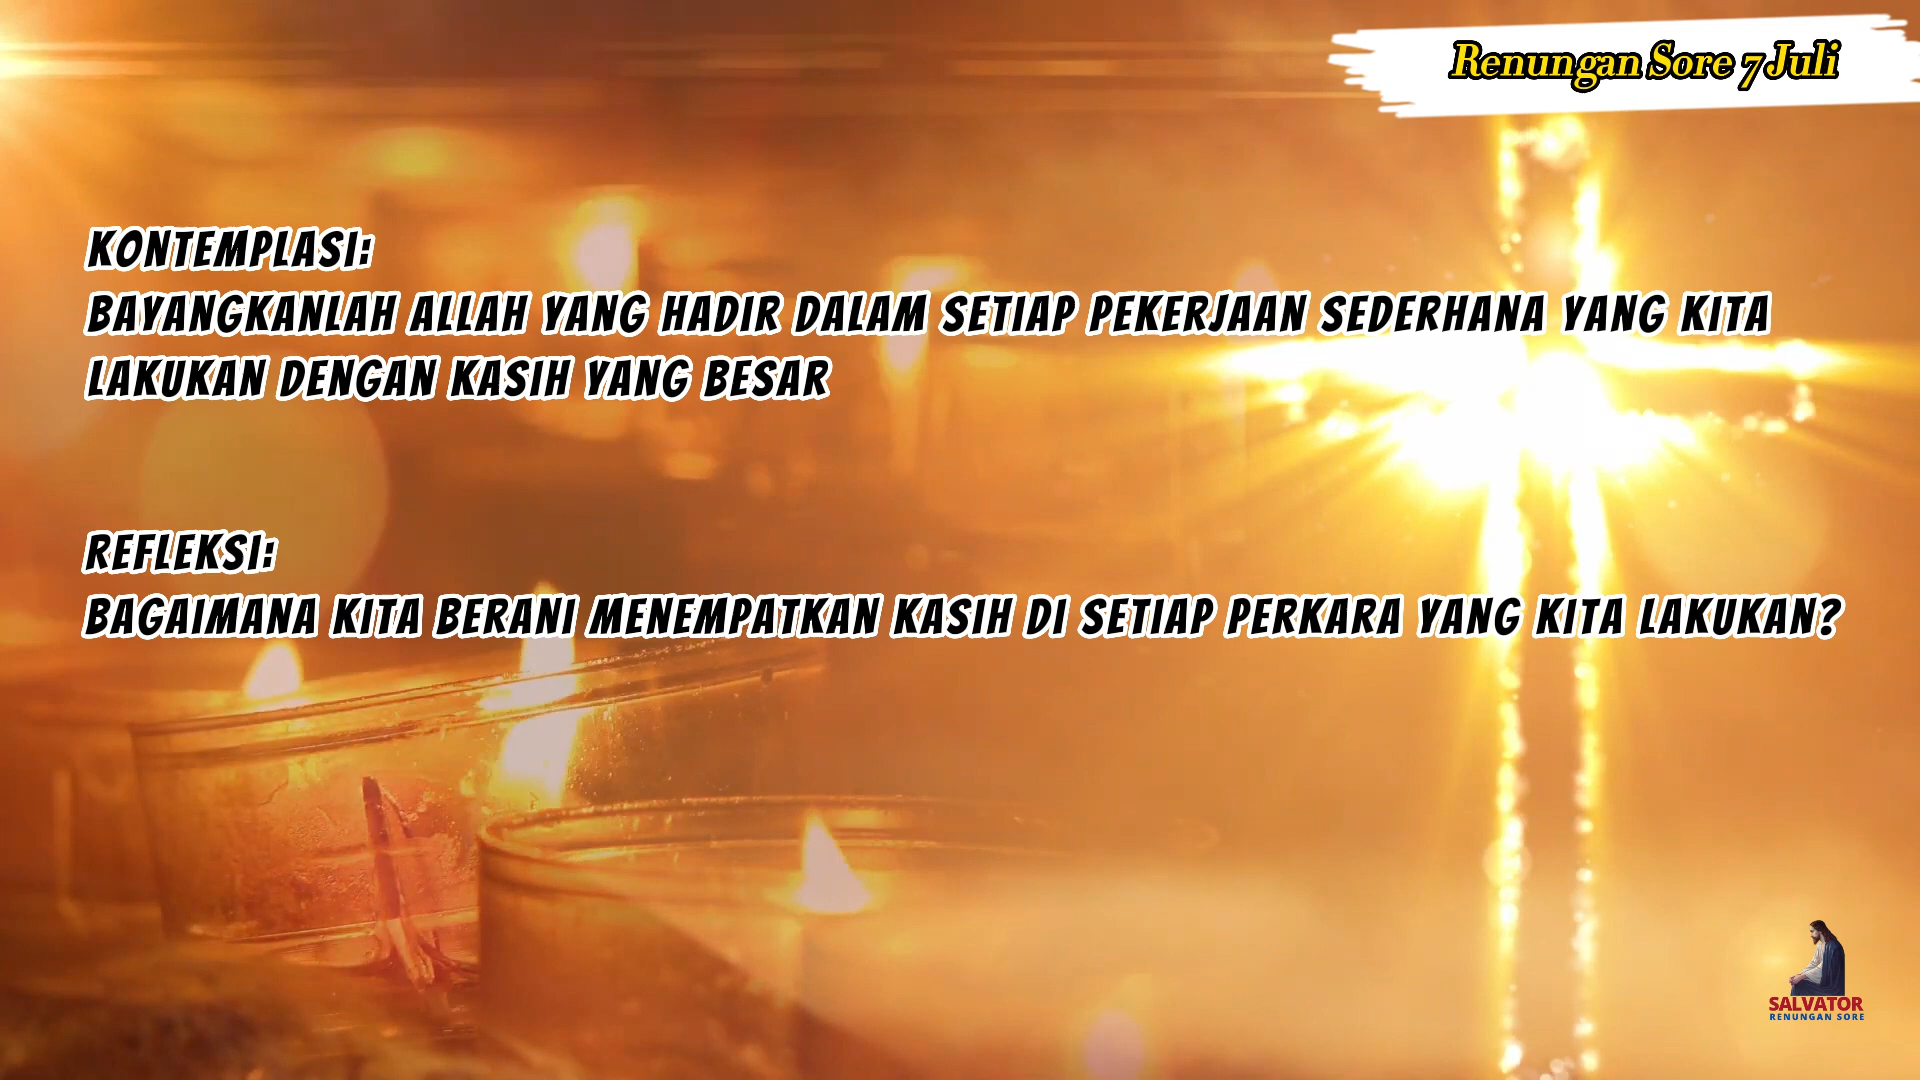 Renungan Sore 7 Juli
KONTEMPLASI:
BAYANGKANLAH ALLAH YANG HADIR DALAM SETIAP PEKERJAAN SEDERHANA YANG KITA
LAKUKAN DENGAN KASIH YANG BESAR
REFLEKSI:
BAGAIMANA KITA BERANI MENEMPATKAN KASIH DI SETIAP PERKARA YANG KITA LAKUKAN?
SALVATOR
RENUNGAN SORE